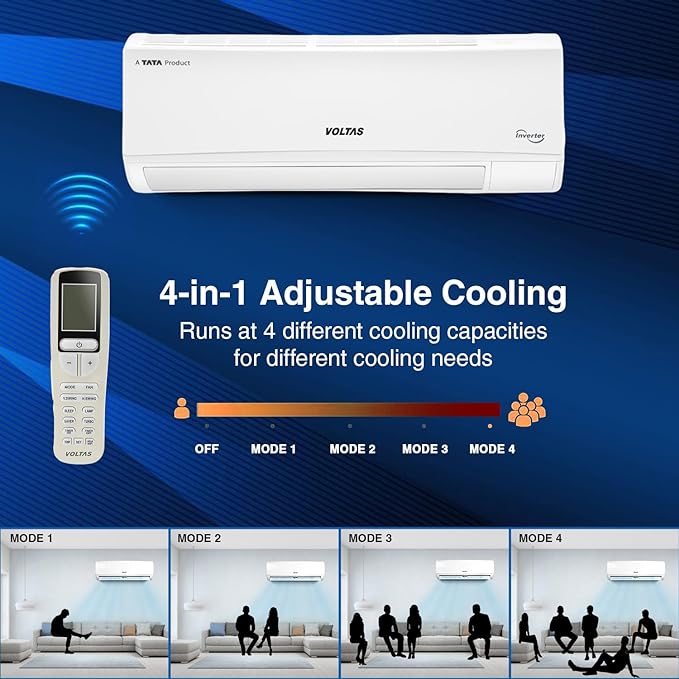 A TATA Product
VOLTAS
inverter
4-in-1 Adjustable Cooling
Runs at 4 different cooling capacities
for different cooling needs
MODE FAN
V.SWING H.SWING
SLEEP LAMP
TURBO
VOLTAS
OFF MODE 1 MODE 2 MODE 3 MODE 4
MODE 1 MODE 2 MODE 3 MODE 4